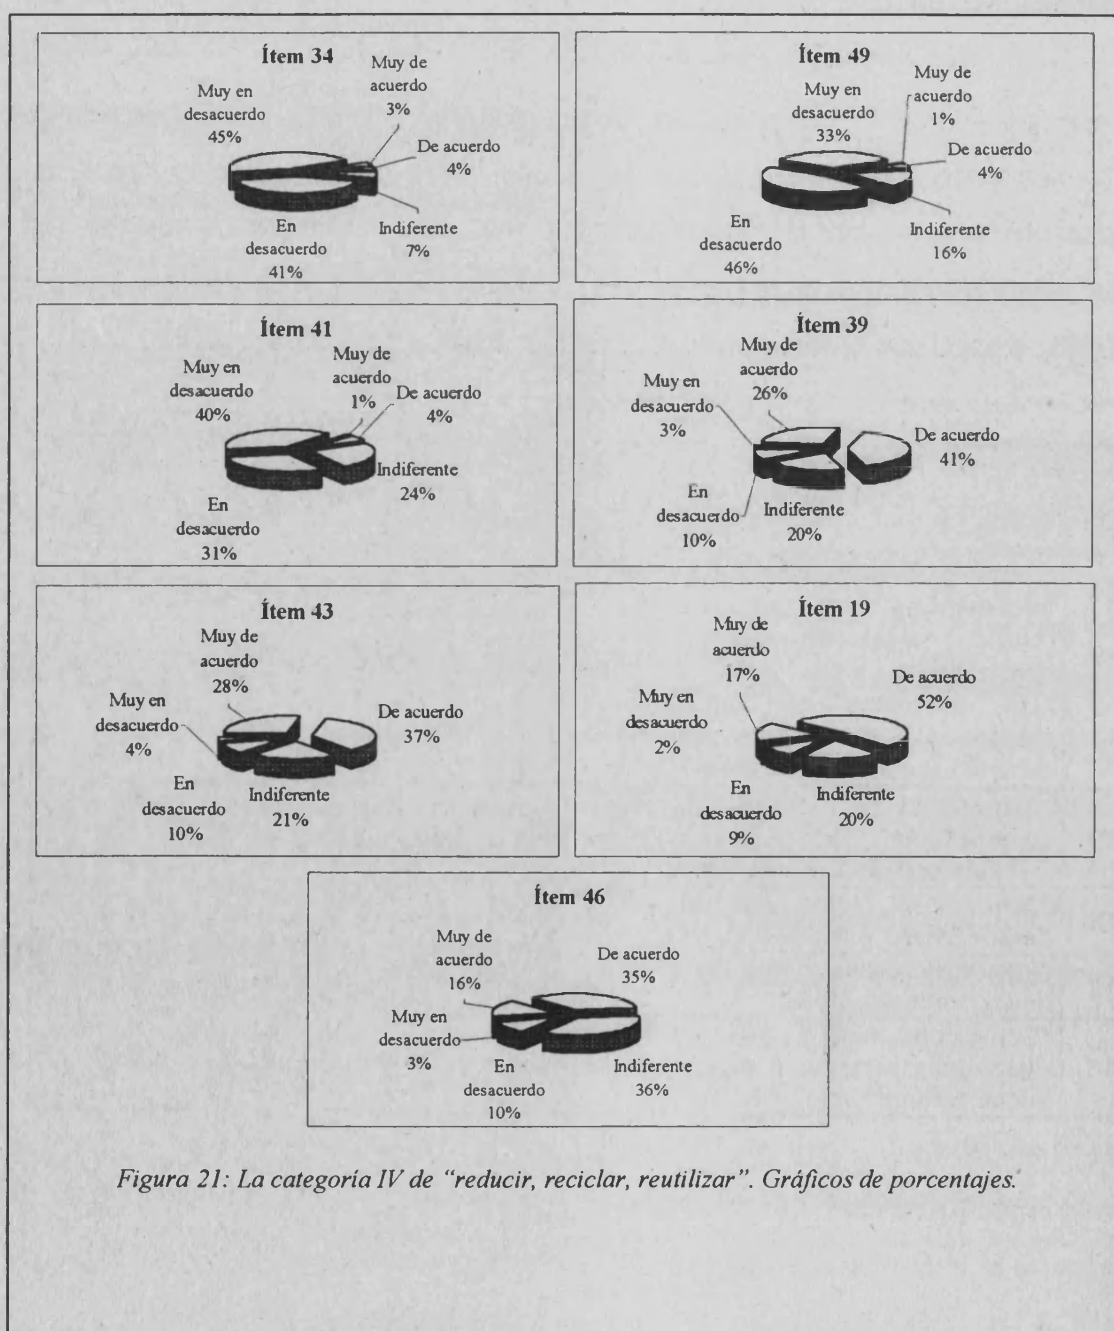 Ítem 34
Muy en
desacuerdo
45%
Muy de
acuerdo
3%
De acuerdo
4%
En
desacuerdo
41%
Indiferente
7%
Ítem 49
Muy en
desacuerdo
33%
Muy de
acuerdo
1%
De acuerdo
4%
En
desacuerdo
46%
Indiferente
16%
Ítem 41
Muy en
desacuerdo
40%
Muy de
acuerdo
1%
De acuerdo
4%
Indiferente
24%
En
desacuerdo
31%
Ítem 39
Muy de
acuerdo
26%
Muy en
desacuerdo
3%
De acuerdo
41%
En
desacuerdo
10%
Indiferente
20%
Ítem 43
Muy de
acuerdo
28%
Muy en
desacuerdo
4%
De acuerdo
37%
En
desacuerdo
10%
Indiferente
21%
Ítem 19
Muy de
acuerdo
17%
De acuerdo
52%
Muy en
desacuerdo
2%
En
desacuerdo
9%
Indiferente
20%
Ítem 46
Muy de
acuerdo
16%
De acuerdo
35%
Muy en
desacuerdo
3%
En
desacuerdo
10%
Indiferente
36%
Figura 21: La categoría IV de “reducir, reciclar, reutilizar”. Gráficos de porcentajes.